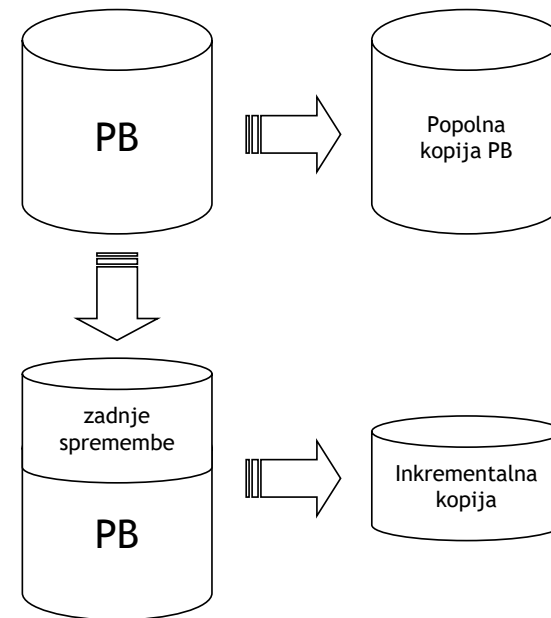 PB
Popolna
kopija PB
zadnje
spremembe
PB
Inkrementalna
kopija